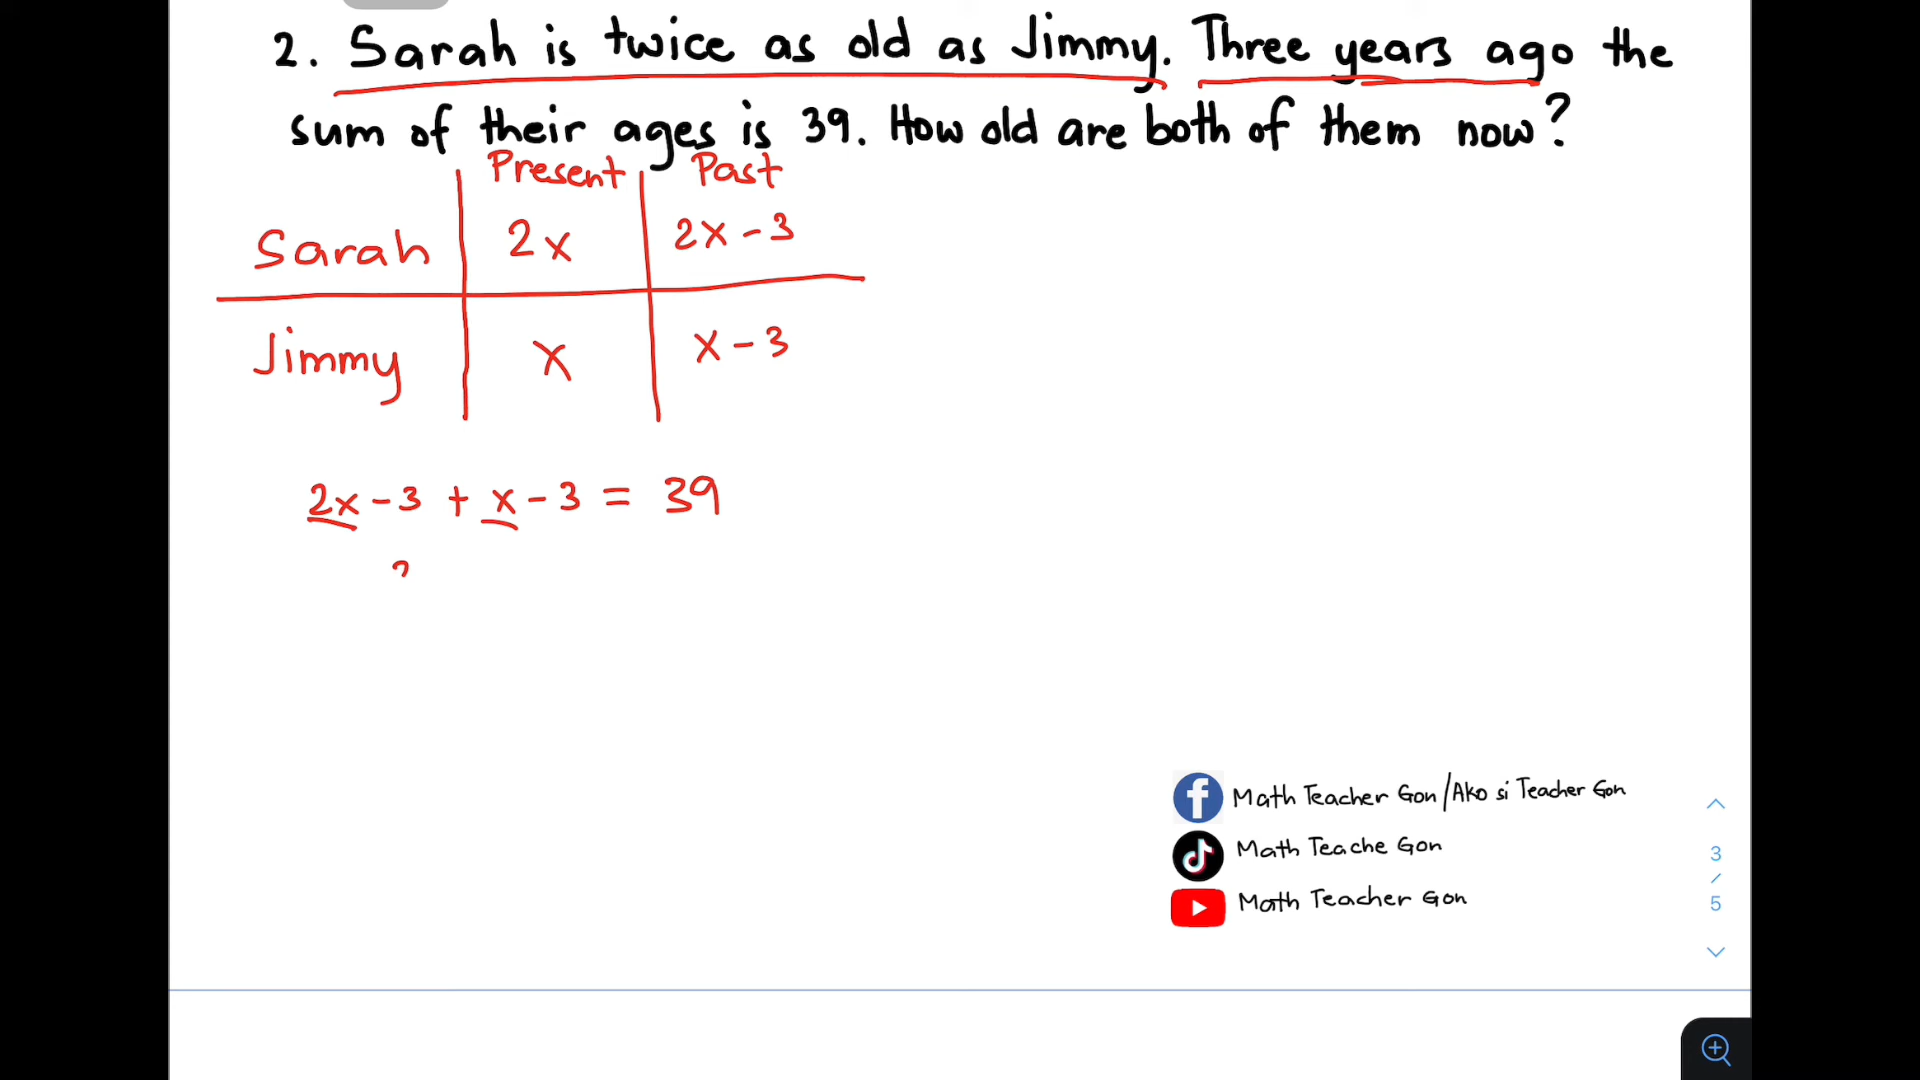 2. Sarah is twice as old as Jimmy. Three years ago the
sum of their ages is 39. How old are both of them now?
Present Past
Sarah 2x 2x-3
Jimmy x x-3
2x-3 + x-3 = 39
Math Teacher Gon/Ako si Teacher Gon
Math Teache Gon
Math Teacher Gon
3
/
5